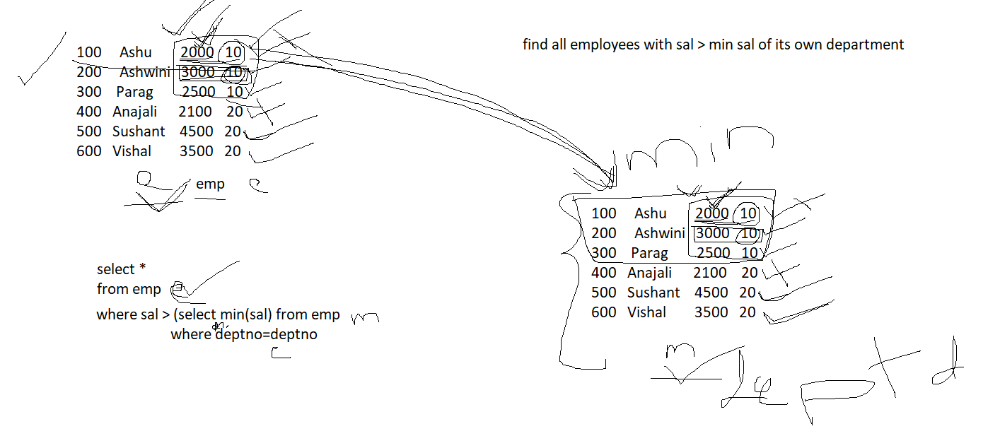 find all employees with sal > min sal of its own department
100 Ashu 2000 10
200 Ashwini 3000 10
300 Parag 2500 10
400 Anajali 2100 20
500 Sushant 4500 20
600 Vishal 3500 20
e emp e
min
100 Ashu 2000 10
200 Ashwini 3000 10
300 Parag 2500 10
400 Anajali 2100 20
500 Sushant 4500 20
600 Vishal 3500 20
m
dept d
select *
from emp e
where sal > (select min(sal) from emp m
where deptno=deptno